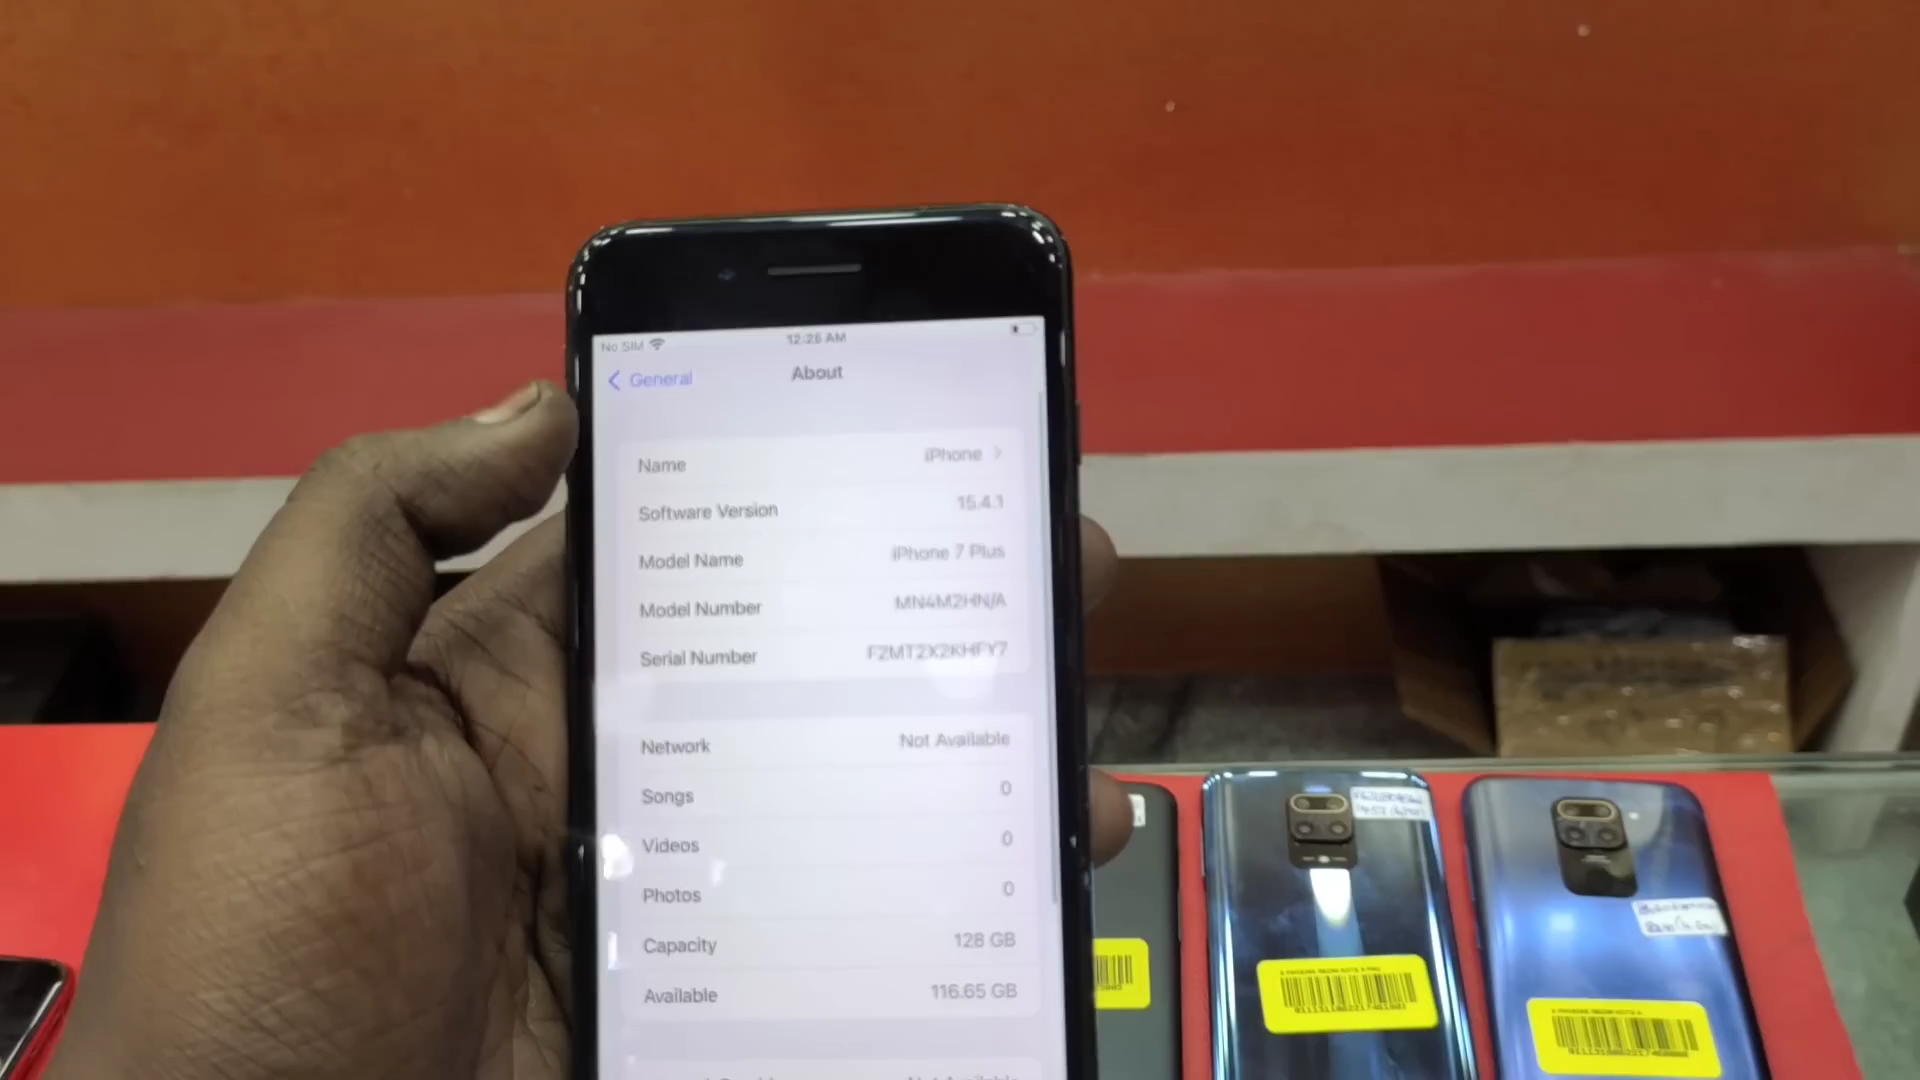 No SIM
12:26 AM
General
About
Name
iPhone
Software Version
15.4.1
Model Name
iPhone 7 Plus
Model Number
MN4M2HN/A
Serial Number
F2MT2X2KHFY7
Network
Not Available
Songs
0
Videos
0
Photos
0
Capacity
128 GB
Available
116.65 GB
Not Available